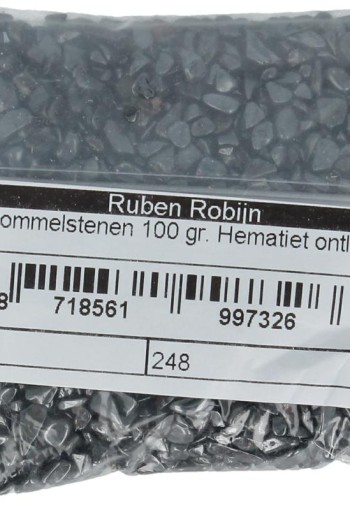 Ruben Robijn
ommelstenen 100 gr. Hematiet ontl
8 718561 997326
248